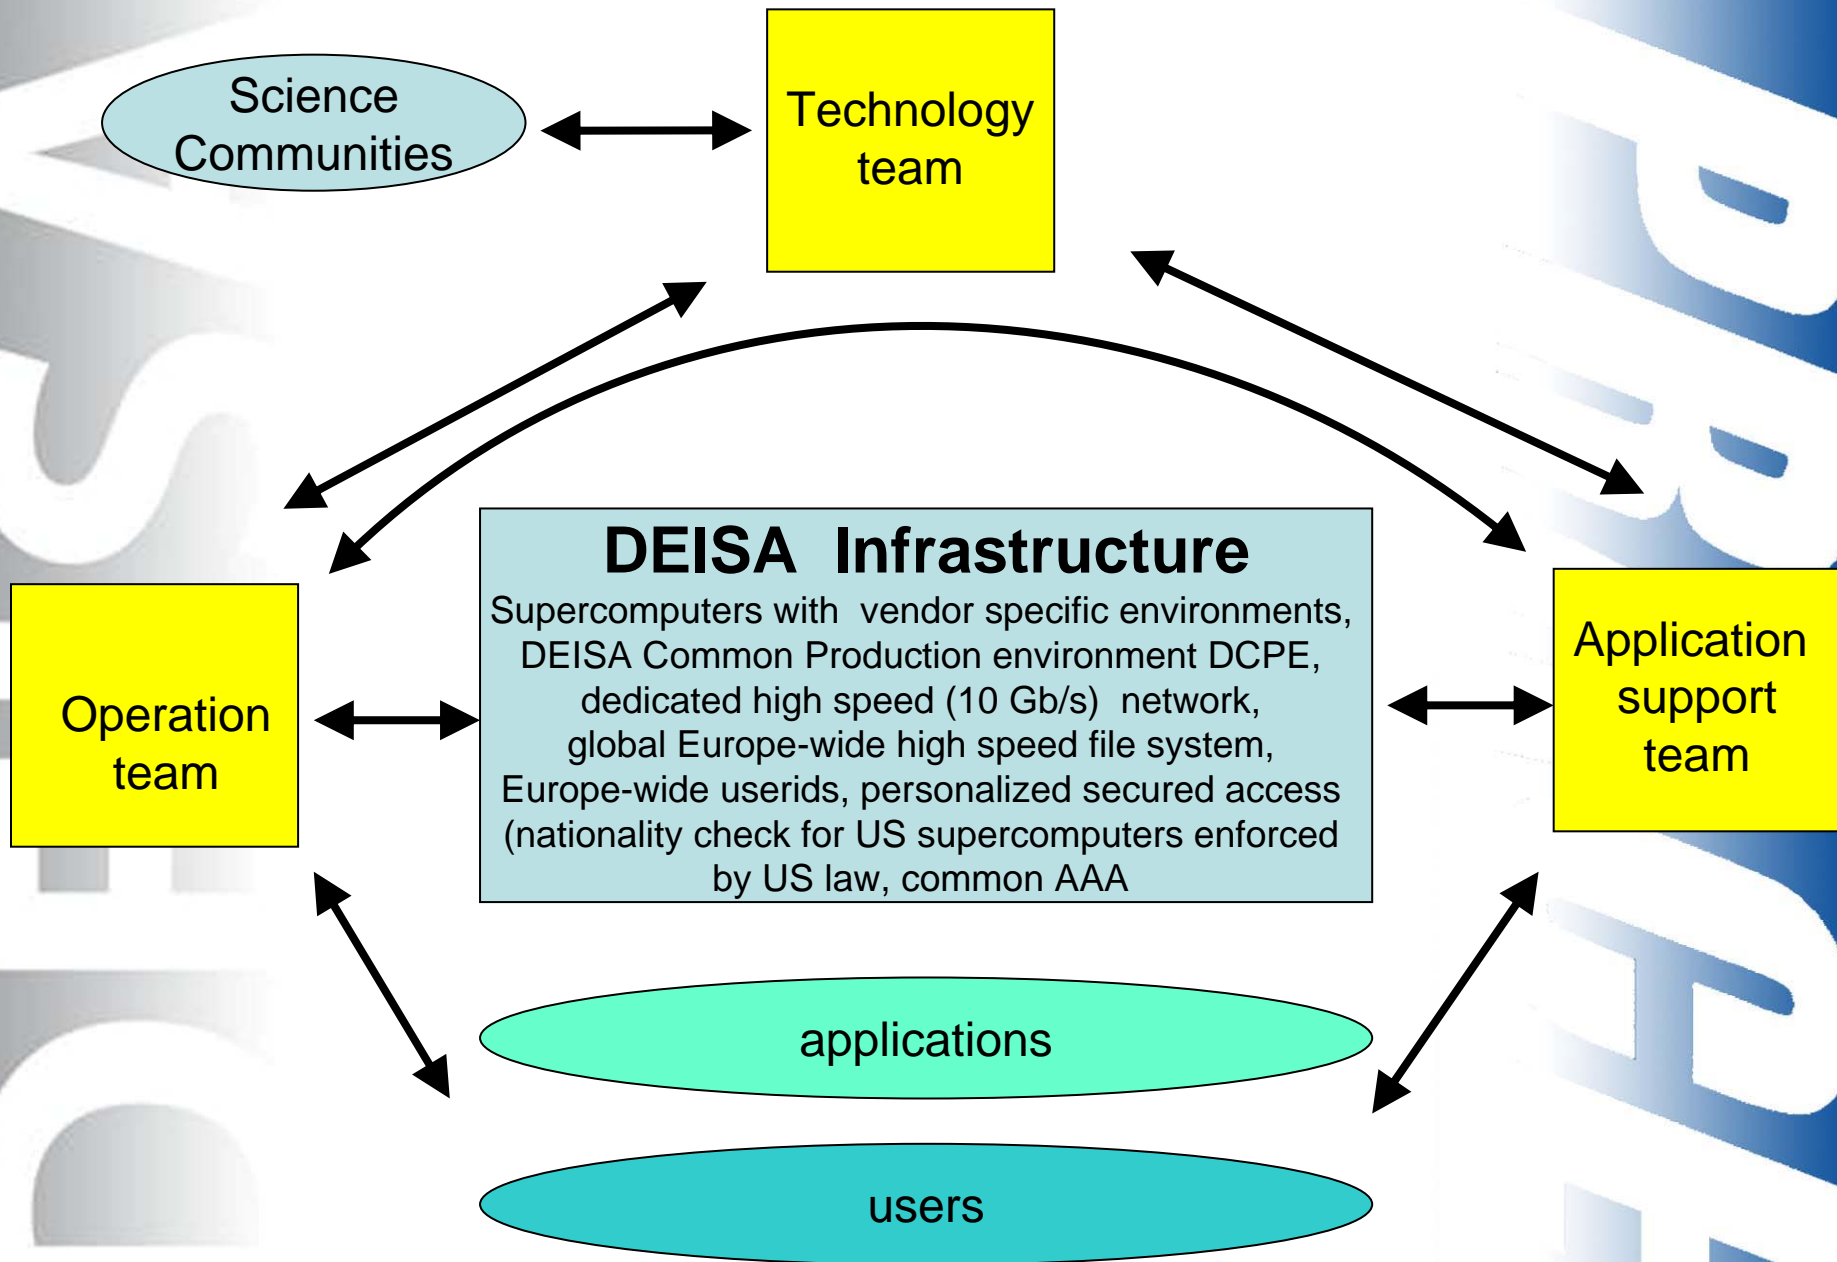 Science
Communities
Technology
team
DEISA  Infrastructure
Supercomputers with  vendor specific environments,
DEISA Common Production environment DCPE,
dedicated high speed (10 Gb/s)  network,
global Europe-wide high speed file system,
Europe-wide userids, personalized secured access
(nationality check for US supercomputers enforced
by US law, common AAA
Operation
team
Application
support
team
applications
users